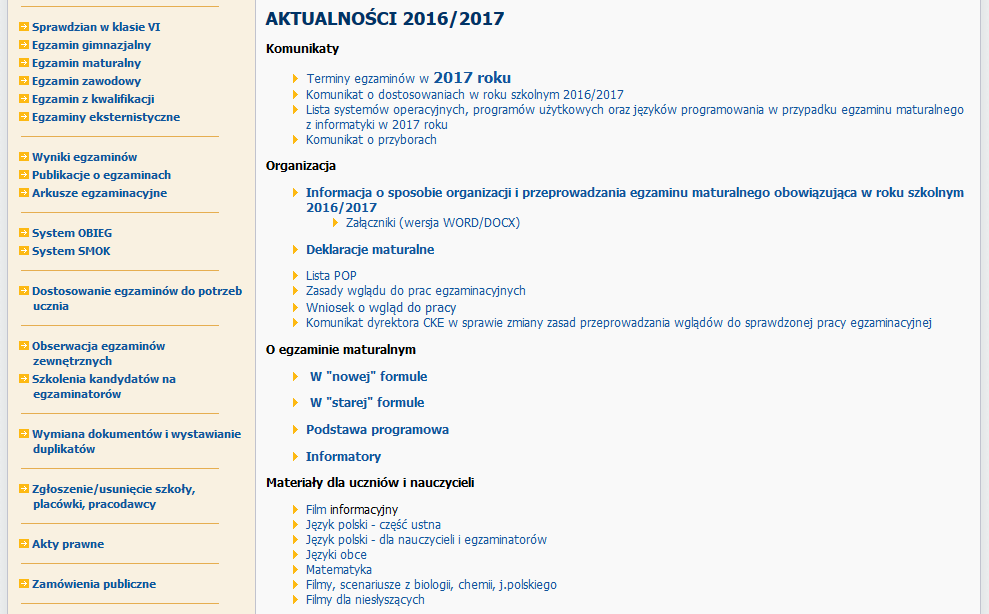 Sprawdzian w klasie VI
Egzamin gimnazjalny
Egzamin maturalny
Egzamin zawodowy
Egzamin z kwalifikacji
Egzaminy eksternistyczne
Wyniki egzaminów
Publikacje o egzaminach
Arkusze egzaminacyjne
System OBIEG
System SMOK
Dostosowanie egzaminów do potrzeb
ucznia
Obserwacja egzaminów
zewnętrznych
Szkolenia kandydatów na
egzaminatorów
Wymiana dokumentów i wystawianie
duplikatów
Zgłoszenie/usunięcie szkoły,
placówki, pracodawcy
Akty prawne
Zamówienia publiczne
AKTUALNOŚCI 2016/2017
Komunikaty
Terminy egzaminów w 2017 roku
Komunikat o dostosowaniach w roku szkolnym 2016/2017
Lista systemów operacyjnych, programów użytkowych oraz języków programowania w przypadku egzaminu maturalnego
z informatyki w 2017 roku
Komunikat o przyborach
Organizacja
Informacja o sposobie organizacji i przeprowadzania egzaminu maturalnego obowiązująca w roku szkolnym
2016/2017
Załączniki (wersja WORD/DOCX)
Deklaracje maturalne
Lista POP
Zasady wglądu do prac egzaminacyjnych
Wniosek o wgląd do pracy
Komunikat dyrektora CKE w sprawie zmiany zasad przeprowadzania wglądów do sprawdzonej pracy egzaminacyjnej
O egzaminie maturalnym
W "nowej" formule
W "starej" formule
Podstawa programowa
Informatory
Materiały dla uczniów i nauczycieli
Film informacyjny
Język polski - część ustna
Język polski - dla nauczycieli i egzaminatorów
Języki obce
Matematyka
Filmy, scenariusze z biologii, chemii, j.polskiego
Filmy dla niesłyszących